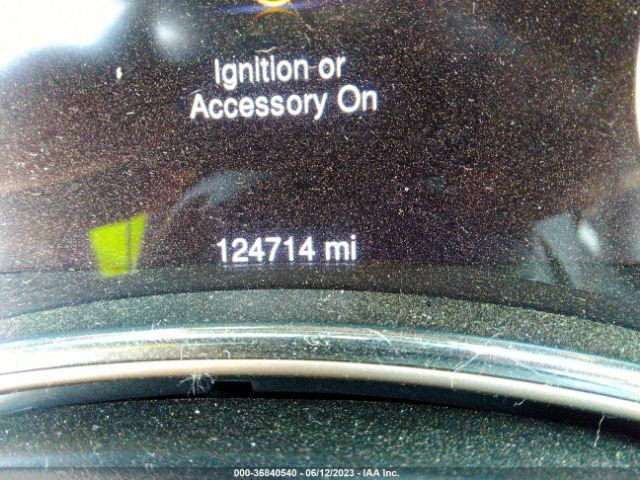 Ignition or
Accessory On
124714 mi
000-36840540 - 06/12/2023 - IAA Inc.